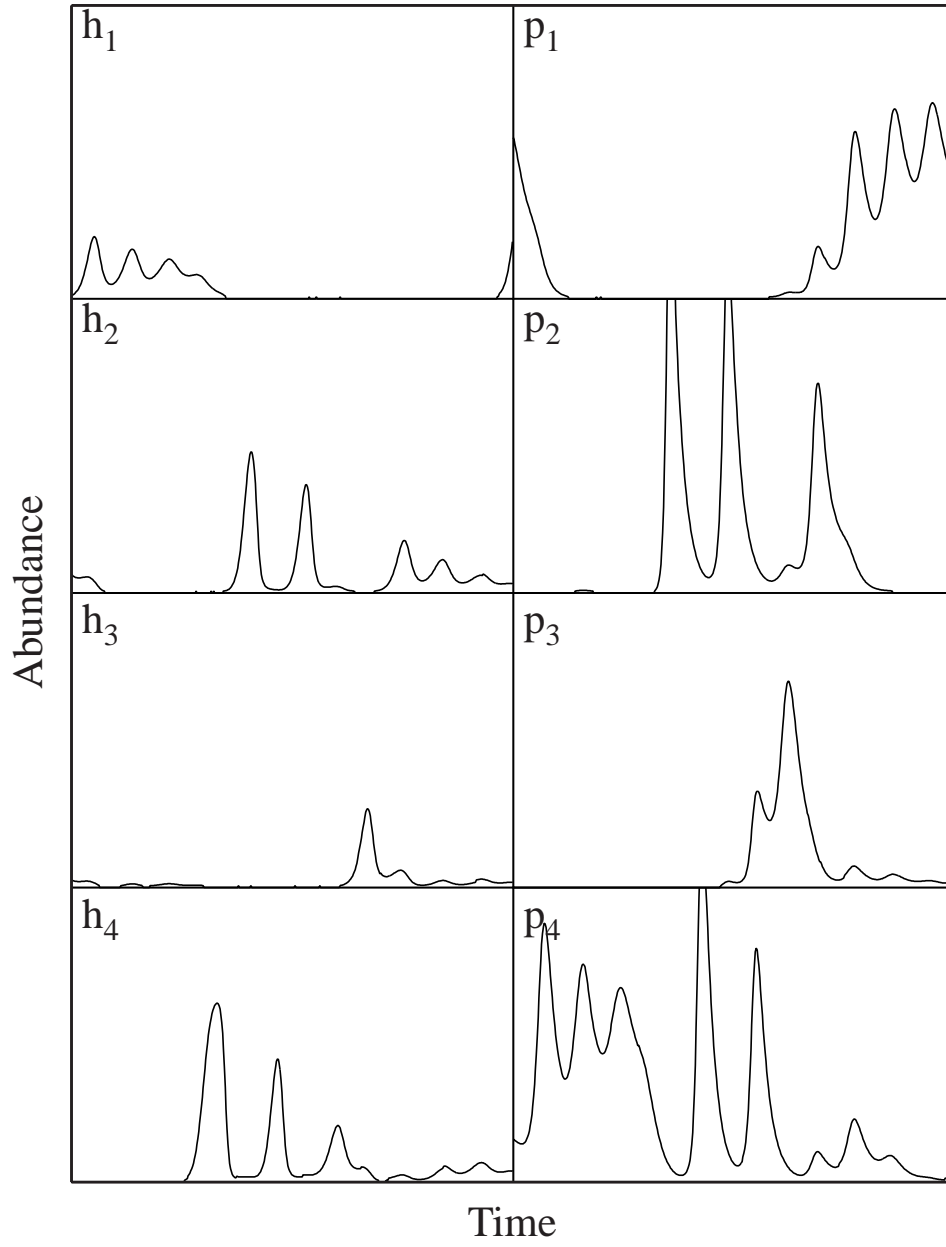 h₁ p₁
h₂ p₂
h₃ p₃
h₄ p₄
Abundance
Time